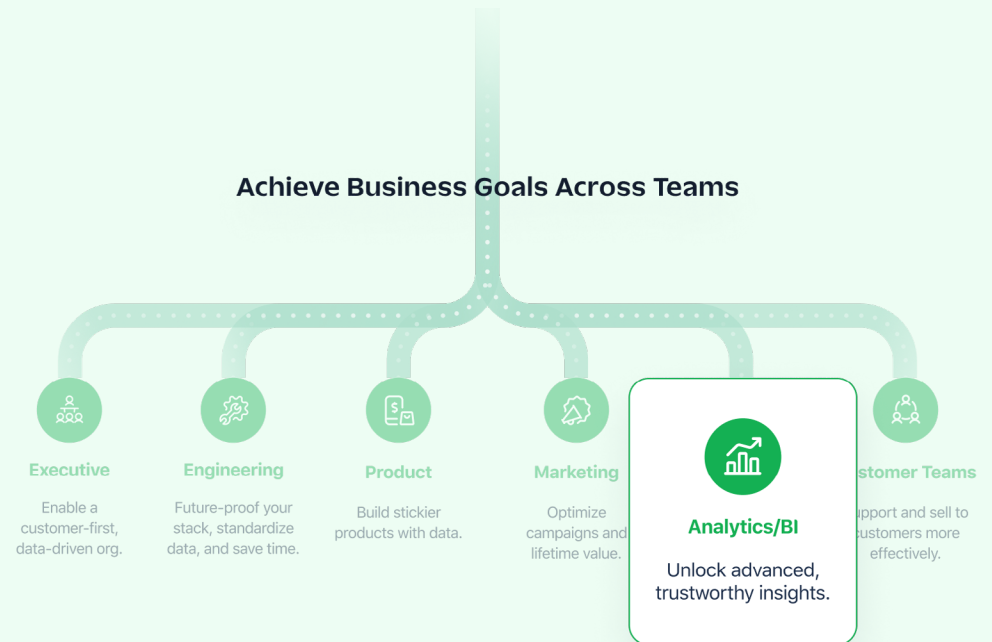 Achieve Business Goals Across Teams
Executive
Enable a
customer-first,
data-driven org.
Engineering
Future-proof your
stack, standardize
data, and save time.
Product
$
Build stickier
products with data.
Marketing
Optimize
campaigns and
lifetime value.
Analytics/BI
Unlock advanced,
trustworthy insights.
stomer Teams
upport and sell to
customers more
effectively.